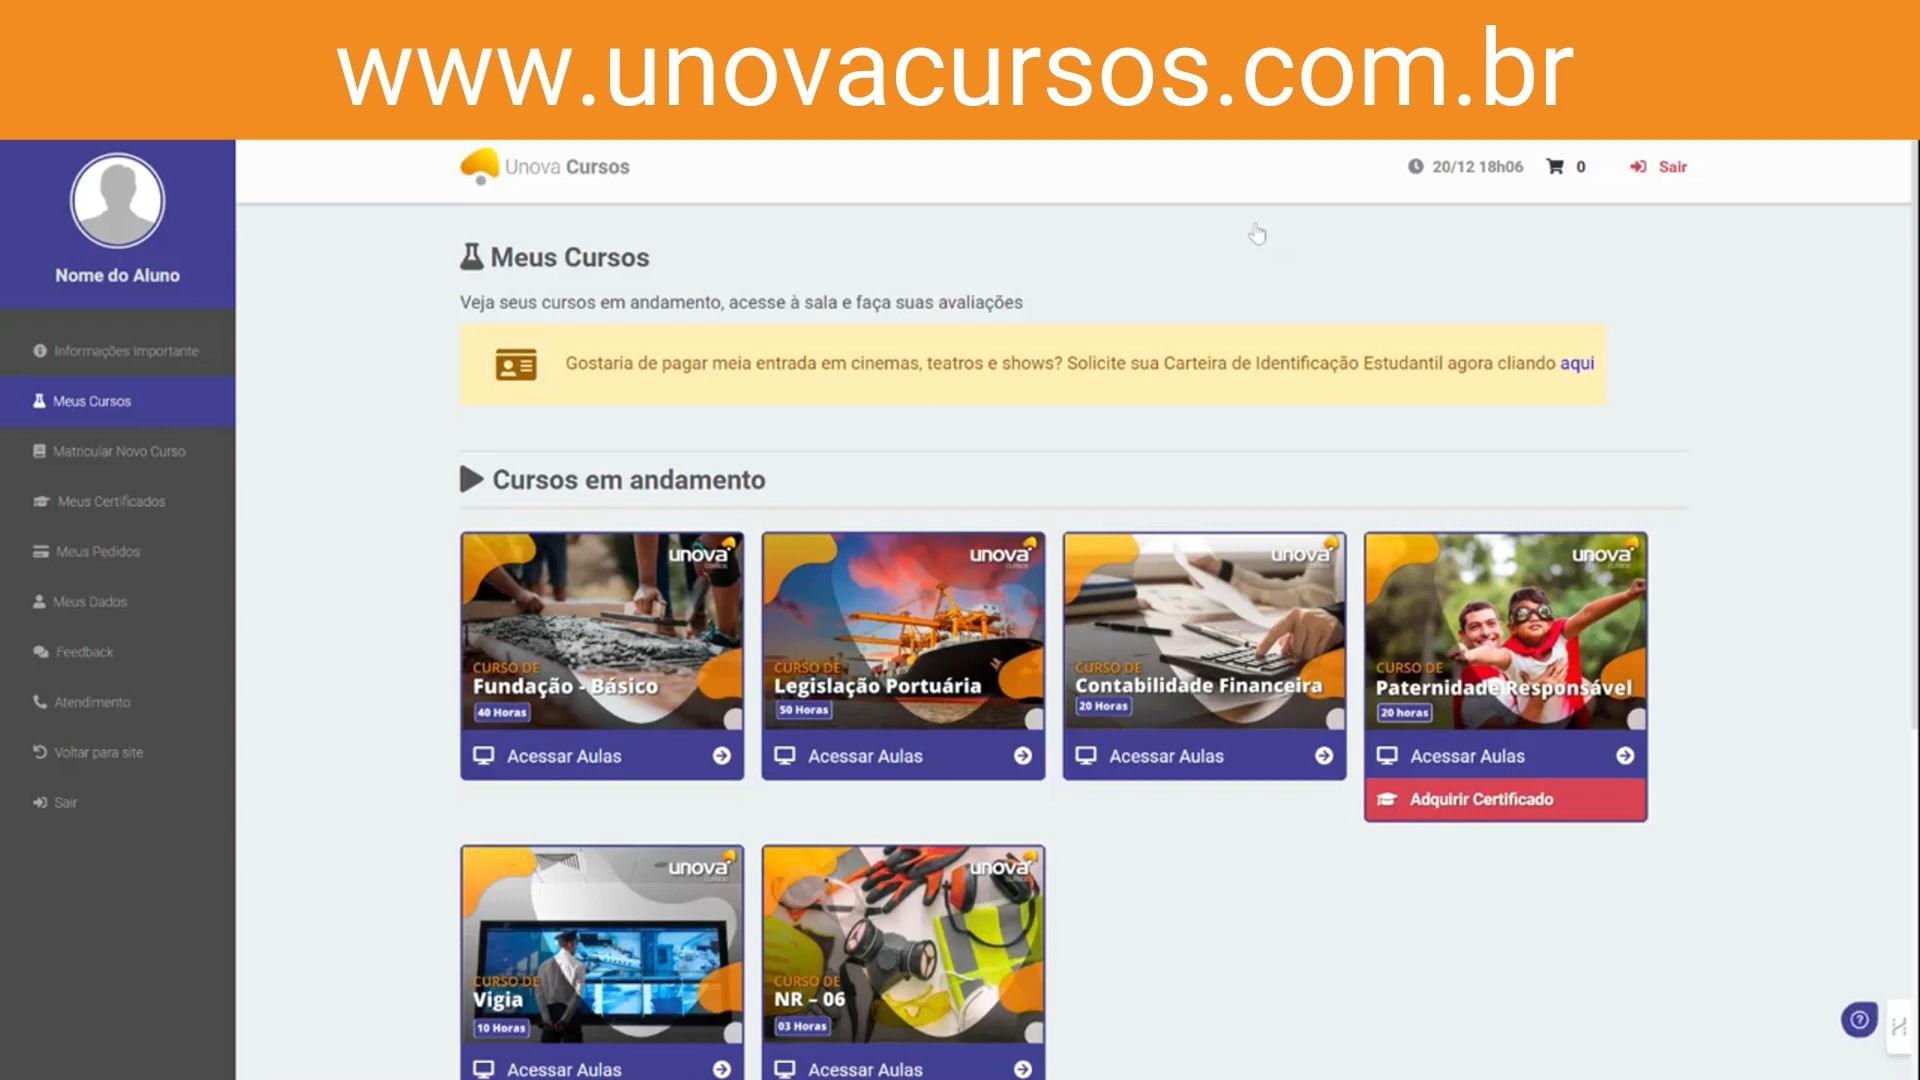 www.unovacursos.com.br
Unova Cursos
20/12 18h06
0
Sair
Nome do Aluno
Informações Importante
Meus Cursos
Matricular Novo Curso
Meus Certificados
Meus Pedidos
Meus Dados
Feedback
Atendimento
Voltar para site
Sair
Meus Cursos
Veja seus cursos em andamento, acesse à sala e faça suas avaliações
Gostaria de pagar meia entrada em cinemas, teatros e shows? Solicite sua Carteira de Identificação Estudantil agora cliando aqui
Cursos em andamento
unova
CURSOS
CURSO DE
Fundação - Básico
40 Horas
Acessar Aulas
unova
CURSOS
CURSO DE
Legislação Portuária
50 Horas
Acessar Aulas
unova
CURSOS
CURSO DE
Contabilidade Financeira
20 Horas
Acessar Aulas
unova
CURSOS
CURSO DE
Paternidade Responsável
20 horas
Acessar Aulas
Adquirir Certificado
unova
CURSOS
CURSO DE
Vigia
10 Horas
Acessar Aulas
unova
CURSOS
CURSO DE
NR – 06
03 Horas
Acessar Aulas